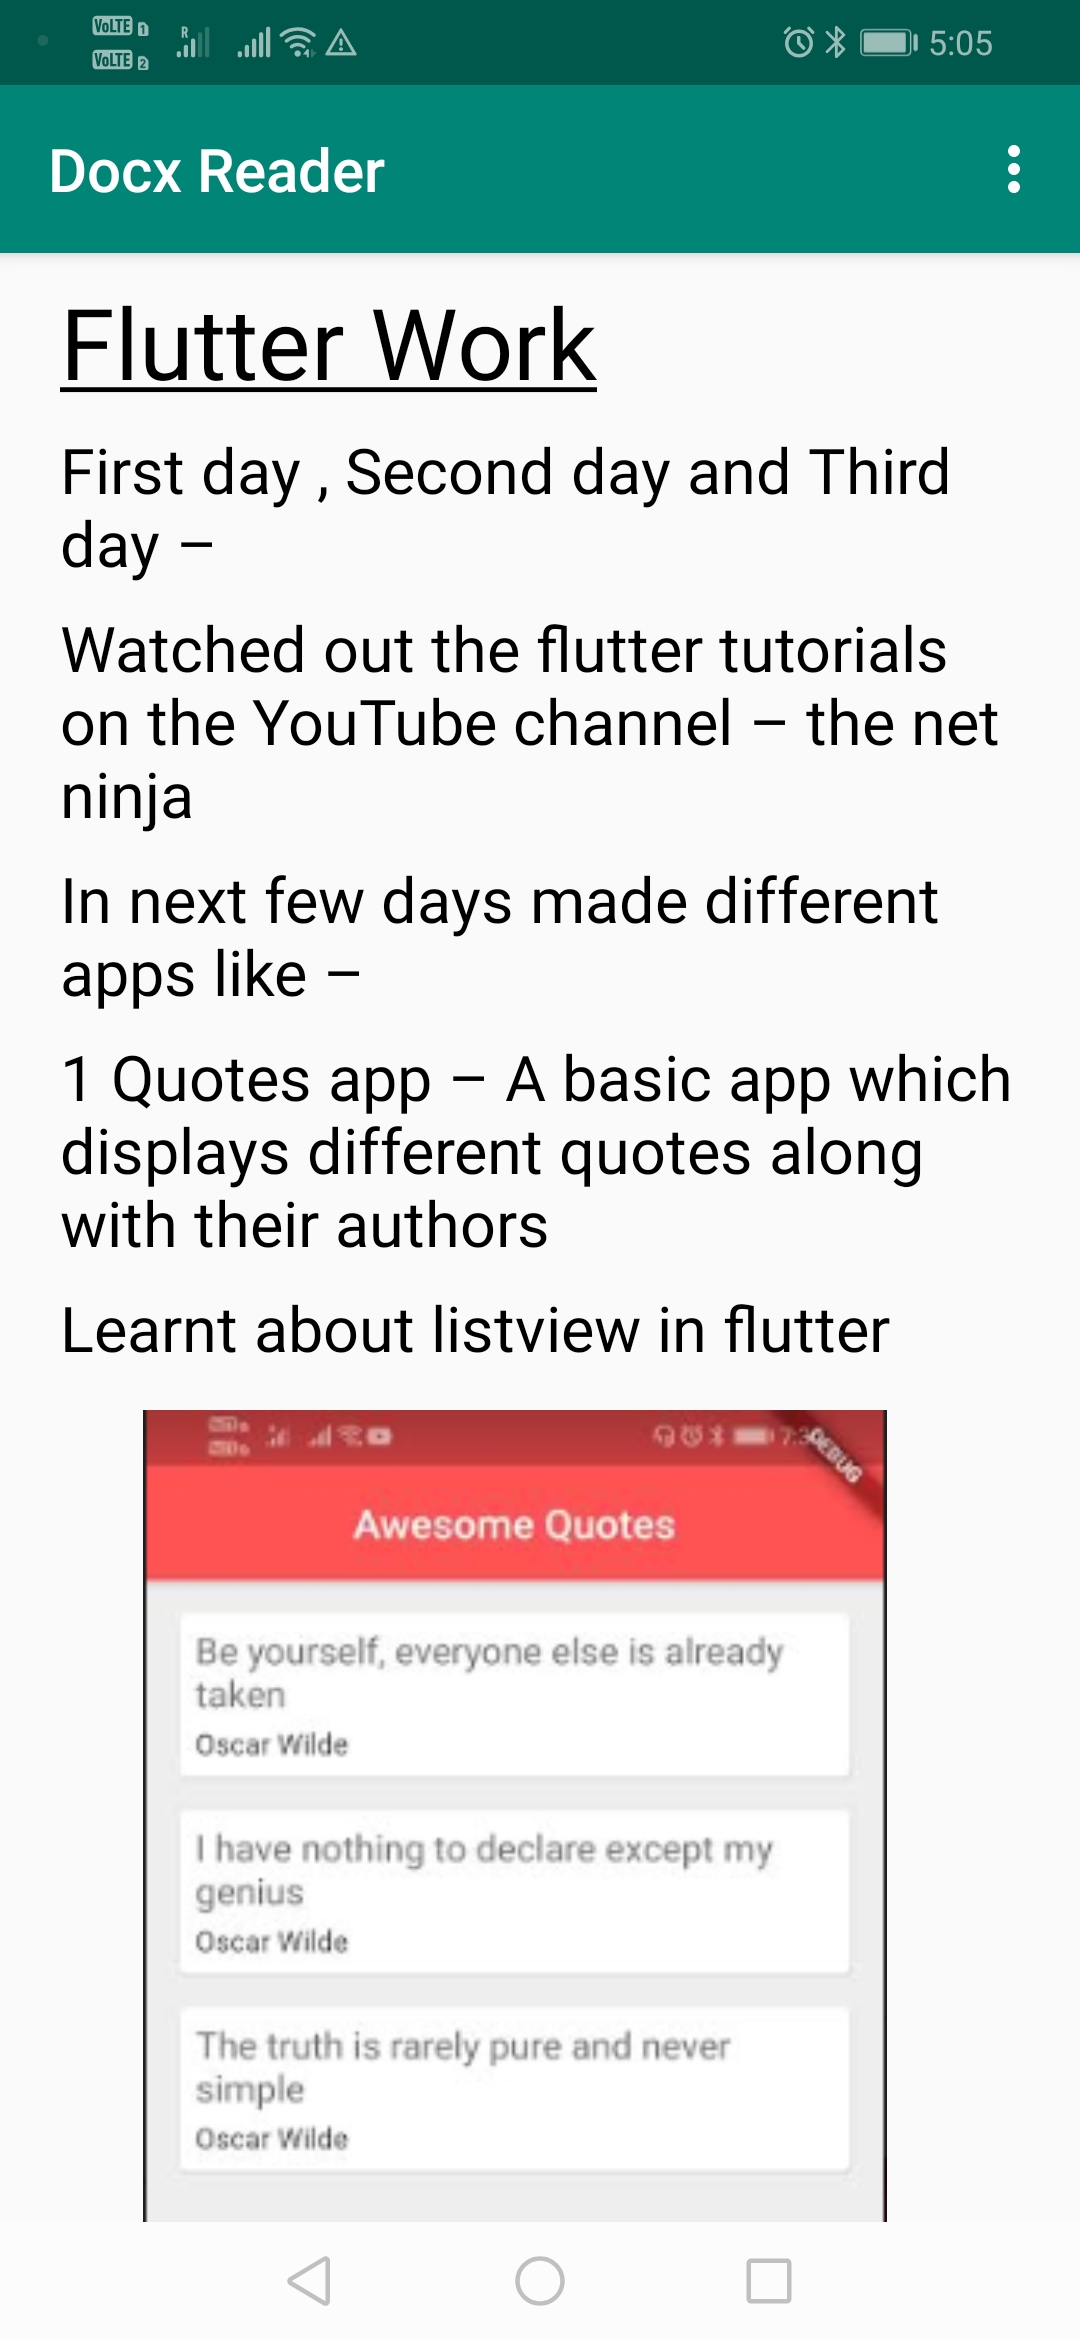 VoLTE 1
VoLTE 2
R
5:05
Docx Reader
Flutter Work
First day , Second day and Third
day –
Watched out the flutter tutorials
on the YouTube channel – the net
ninja
In next few days made different
apps like –
1 Quotes app – A basic app which
displays different quotes along
with their authors
Learnt about listview in flutter
DEBUG
Awesome Quotes
Be yourself, everyone else is already
taken
Oscar Wilde
I have nothing to declare except my
genius
Oscar Wilde
The truth is rarely pure and never
simple
Oscar Wilde